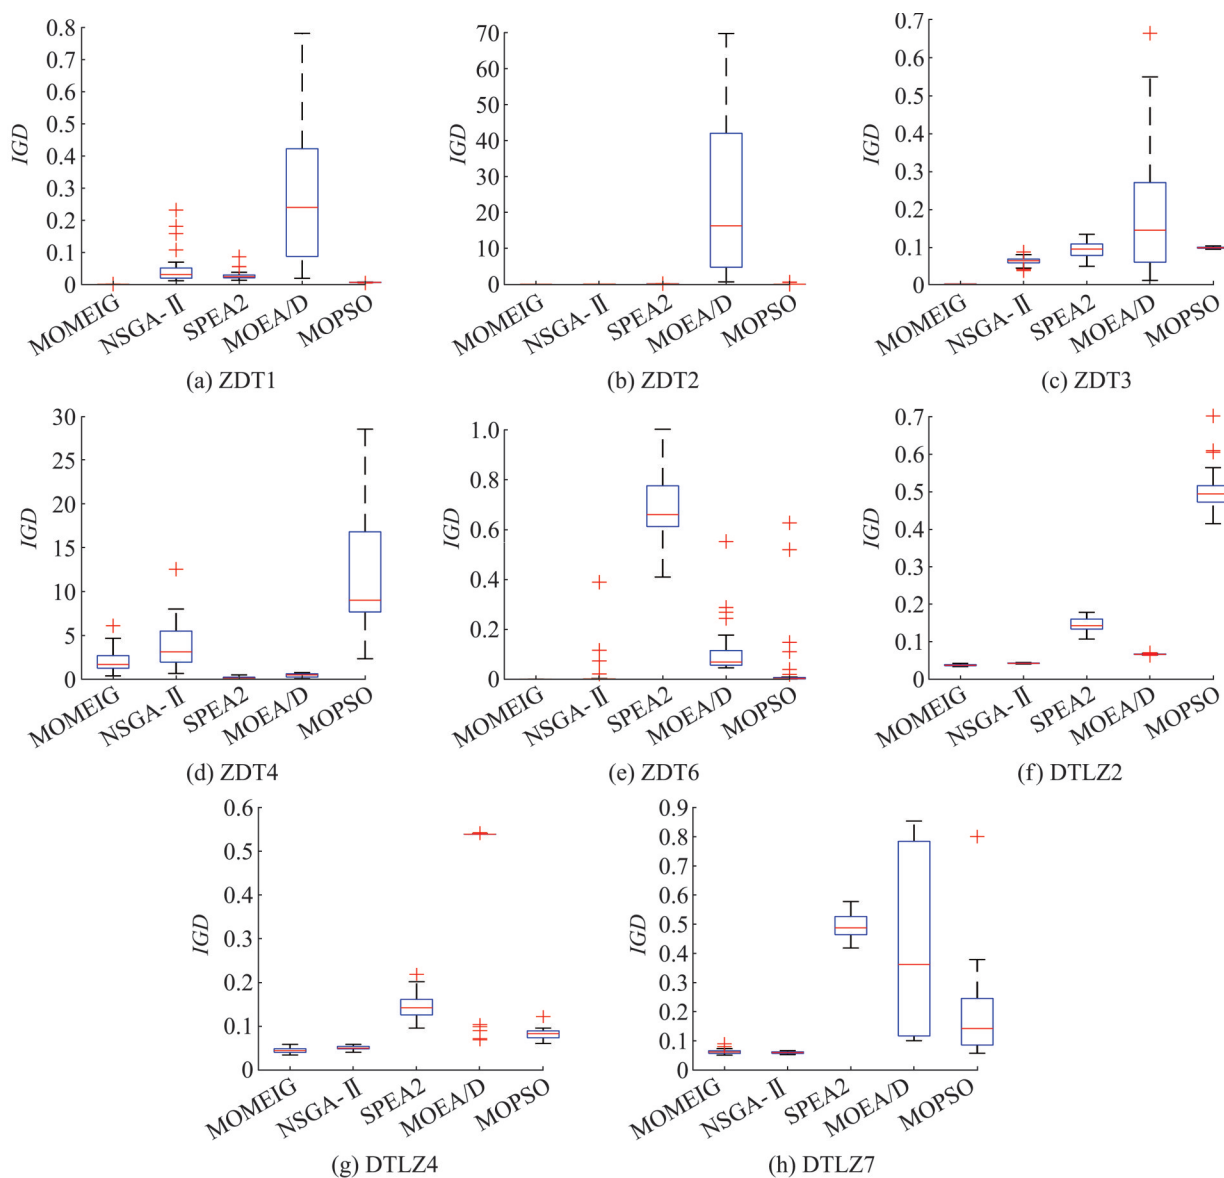 0.8
0.7
0.6
0.5
0.4
0.3
0.2
0.1
0
IGD
MOMEIG
NSGA-Ⅱ
SPEA2
MOEA/D
MOPSO
(a) ZDT1
70
60
50
40
30
20
10
0
IGD
MOMEIG
NSGA-Ⅱ
SPEA2
MOEA/D
MOPSO
(b) ZDT2
0.7
0.6
0.5
0.4
0.3
0.2
0.1
0
IGD
MOMEIG
NSGA-Ⅱ
SPEA2
MOEA/D
MOPSO
(c) ZDT3
30
25
20
15
10
5
0
IGD
MOMEIG
NSGA-Ⅱ
SPEA2
MOEA/D
MOPSO
(d) ZDT4
1.0
0.8
0.6
0.4
0.2
0
IGD
MOMEIG
NSGA-Ⅱ
SPEA2
MOEA/D
MOPSO
(e) ZDT6
0.7
0.6
0.5
0.4
0.3
0.2
0.1
0
IGD
MOMEIG
NSGA-Ⅱ
SPEA2
MOEA/D
MOPSO
(f) DTLZ2
0.6
0.5
0.4
0.3
0.2
0.1
0
IGD
MOMEIG
NSGA-Ⅱ
SPEA2
MOEA/D
MOPSO
(g) DTLZ4
0.9
0.8
0.7
0.6
0.5
0.4
0.3
0.2
0.1
0
IGD
MOMEIG
NSGA-Ⅱ
SPEA2
MOEA/D
MOPSO
(h) DTLZ7